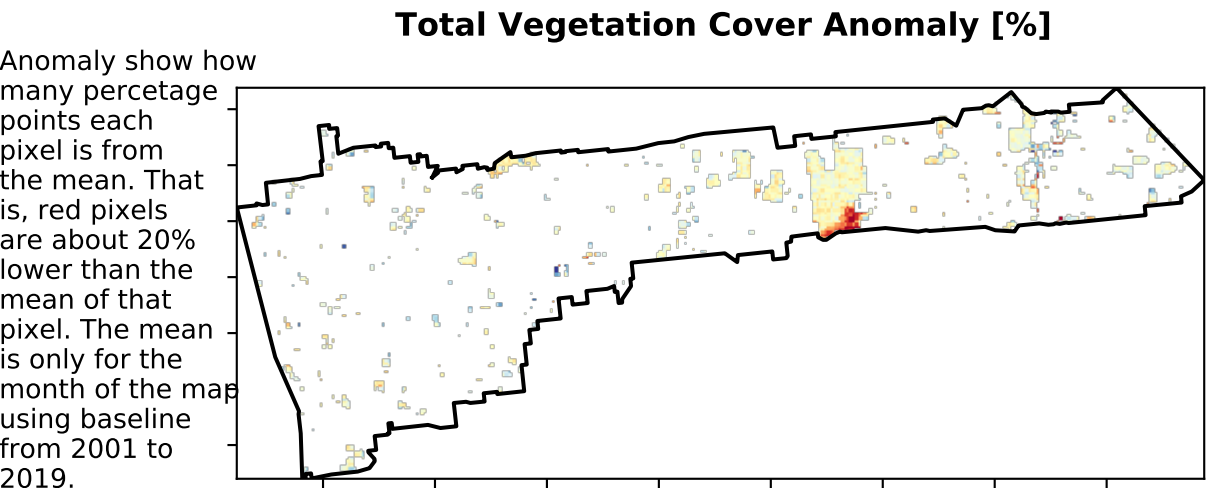 Total Vegetation Cover Anomaly [%]
Anomaly show how
many percetage
points each
pixel is from
the mean. That
is, red pixels
are about 20%
lower than the
mean of that
pixel. The mean
is only for the
month of the map
using baseline
from 2001 to
2019.